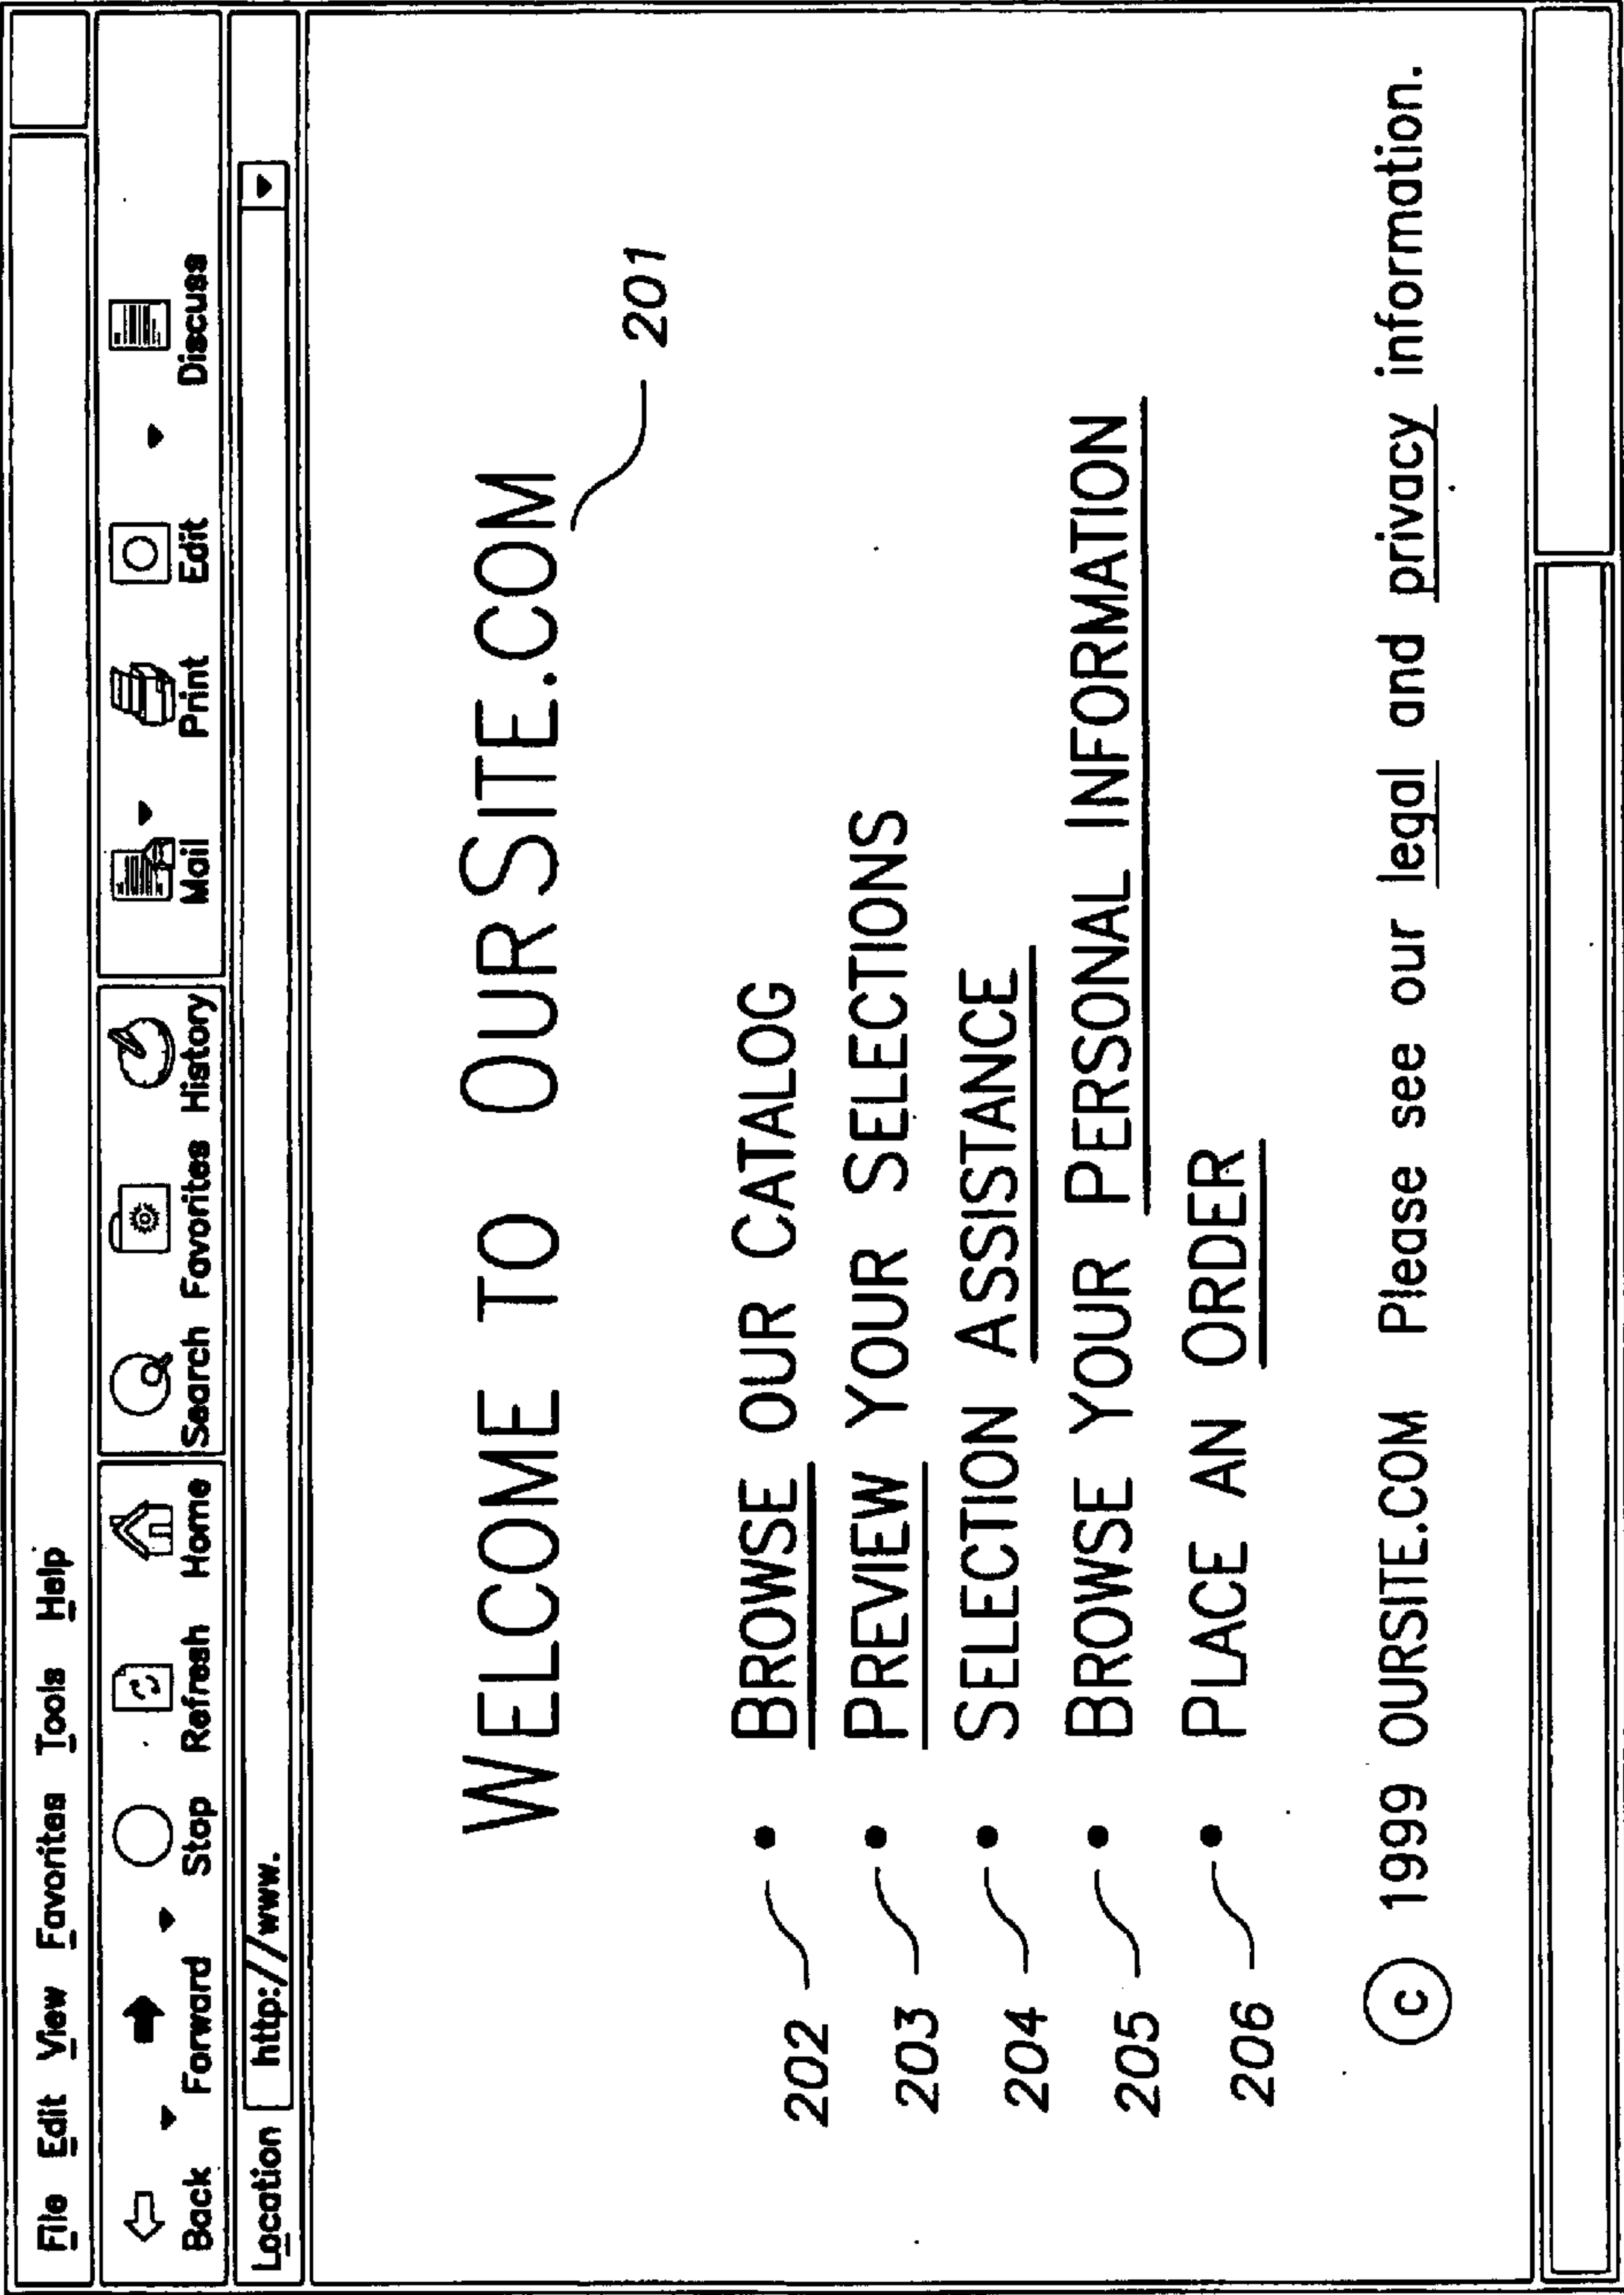 File Edit View Favorites Tools Help
Back Forward Stop Refresh Home Search Favorites History Mail Print Edit Discuss
Location http://www.
WELCOME TO OURSITE.COM
201
202 • BROWSE OUR CATALOG
203 • PREVIEW YOUR SELECTIONS
204 • SELECTION ASSISTANCE
205 • BROWSE YOUR PERSONAL INFORMATION
206 • PLACE AN ORDER
© 1999 OURSITE.COM Please see our legal and privacy information.